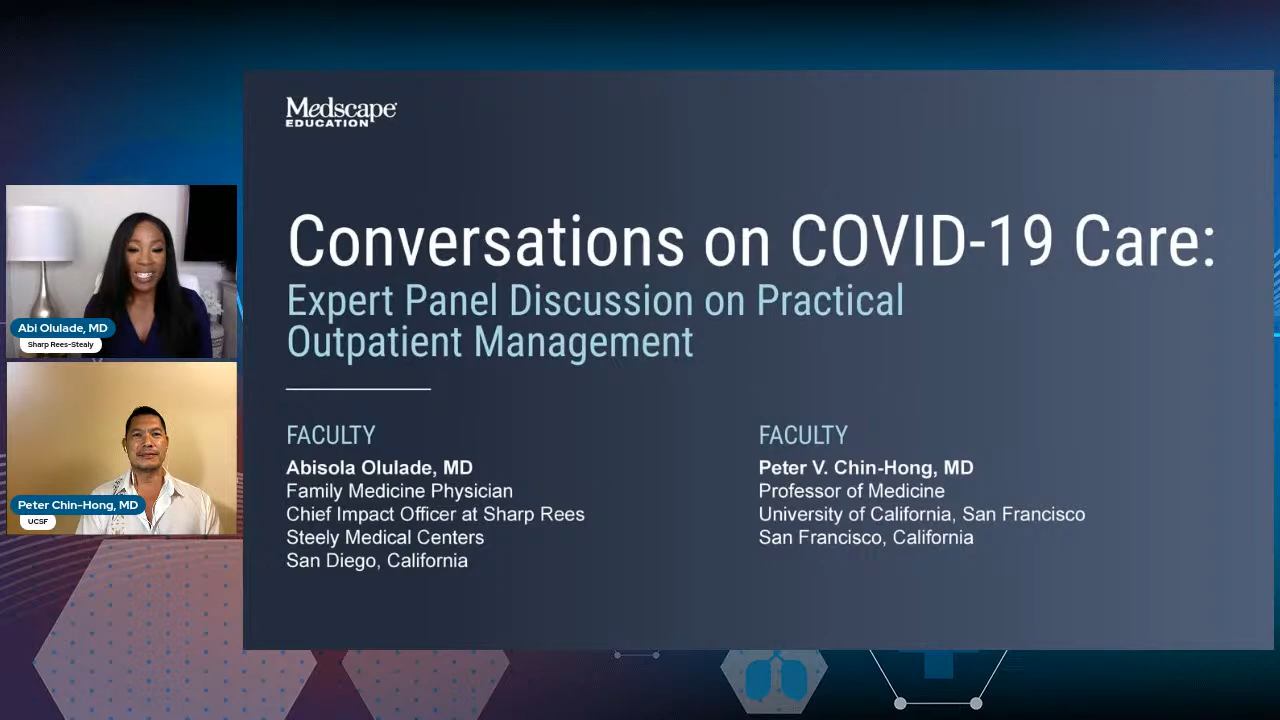 Medscape
EDUCATION
Conversations on COVID-19 Care:
Expert Panel Discussion on Practical
Outpatient Management
FACULTY
Abisola Olulade, MD
Family Medicine Physician
Chief Impact Officer at Sharp Rees
Steely Medical Centers
San Diego, California
FACULTY
Peter V. Chin-Hong, MD
Professor of Medicine
University of California, San Francisco
San Francisco, California
Abi Olulade, MD
Sharp Rees-Stealy
Peter Chin-Hong, MD
UCSF